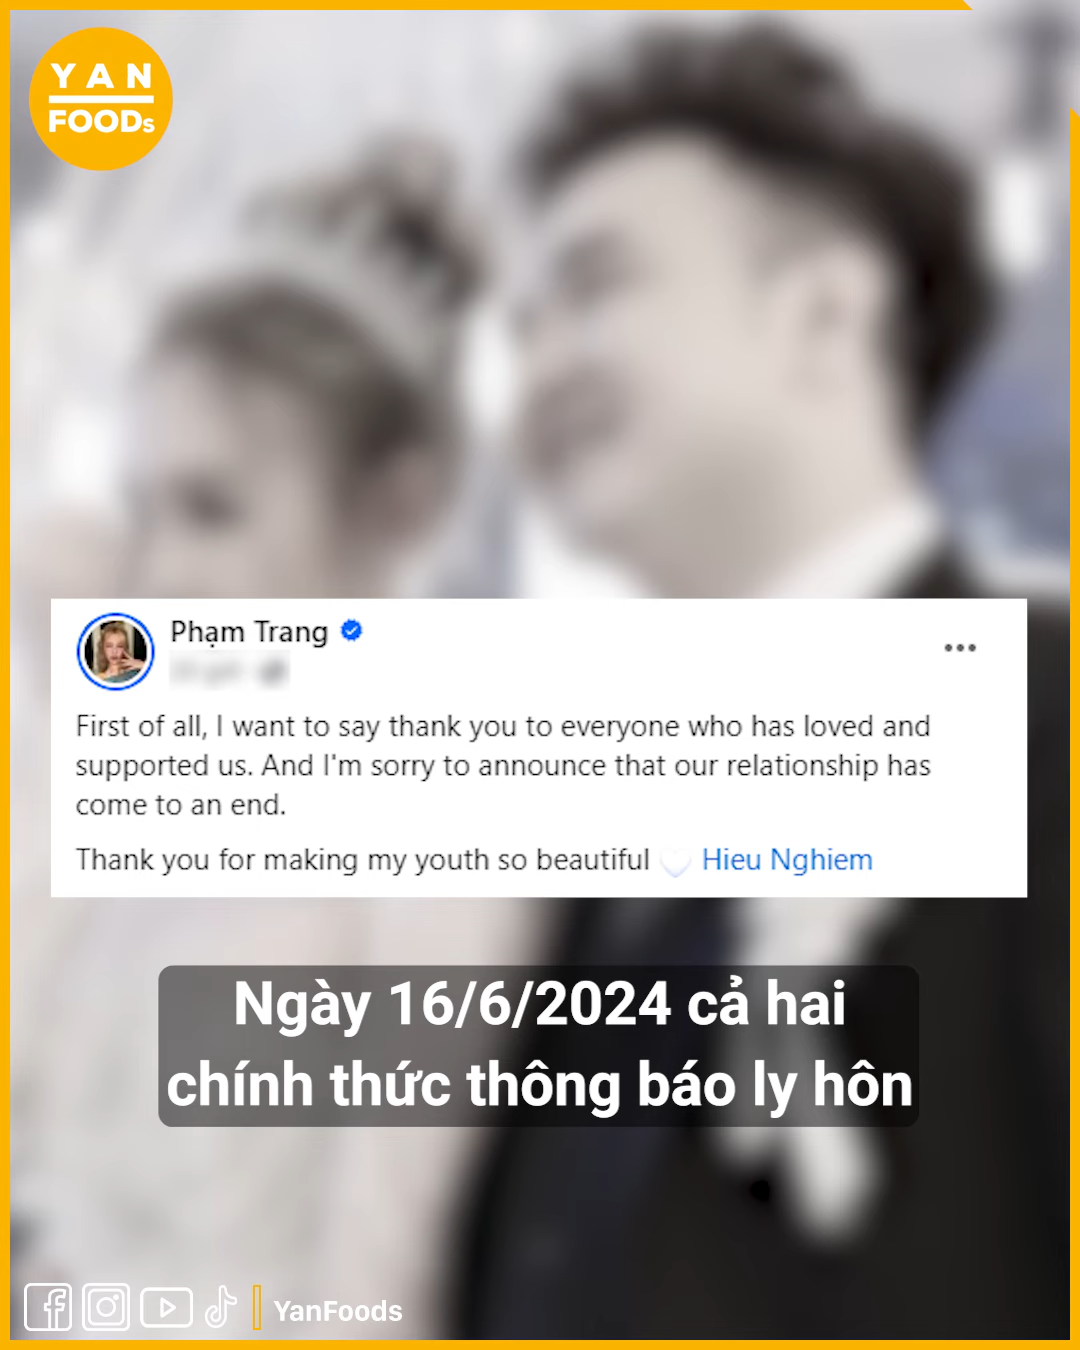 YAN
FOODs
Phạm Trang
First of all, I want to say thank you to everyone who has loved and
supported us. And I'm sorry to announce that our relationship has
come to an end.
Thank you for making my youth so beautiful 🤍 Hieu Nghiem
Ngày 16/6/2024 cả hai
chính thức thông báo ly hôn
YanFoods